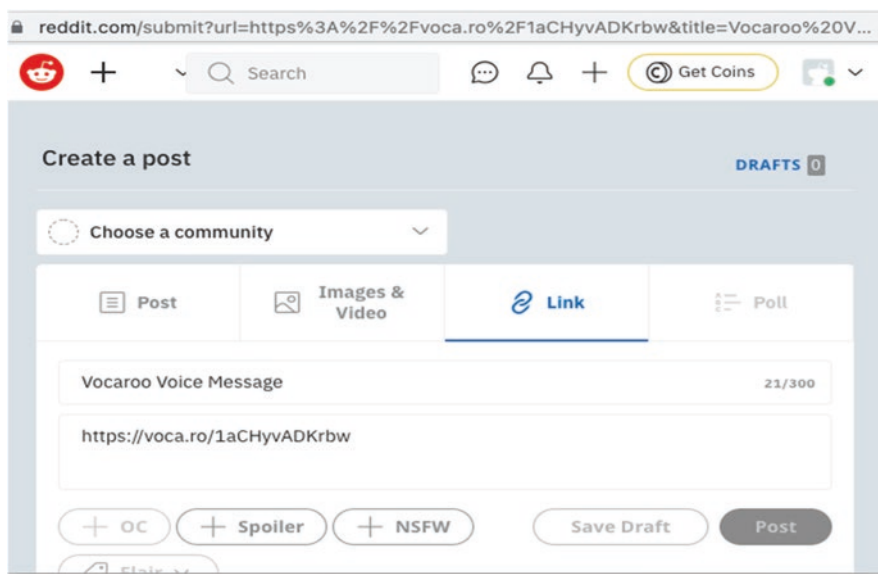 reddit.com/submit?url=https%3A%2F%2Fvoca.ro%2F1aCHyvADKrbw&title=Vocaroo%20V...
Search
Get Coins
Create a post
DRAFTS 0
Choose a community
Post
Images &
Video
Link
Poll
Vocaroo Voice Message 21/300
https://voca.ro/1aCHyvADKrbw
+ OC + Spoiler + NSFW Save Draft Post
Flair